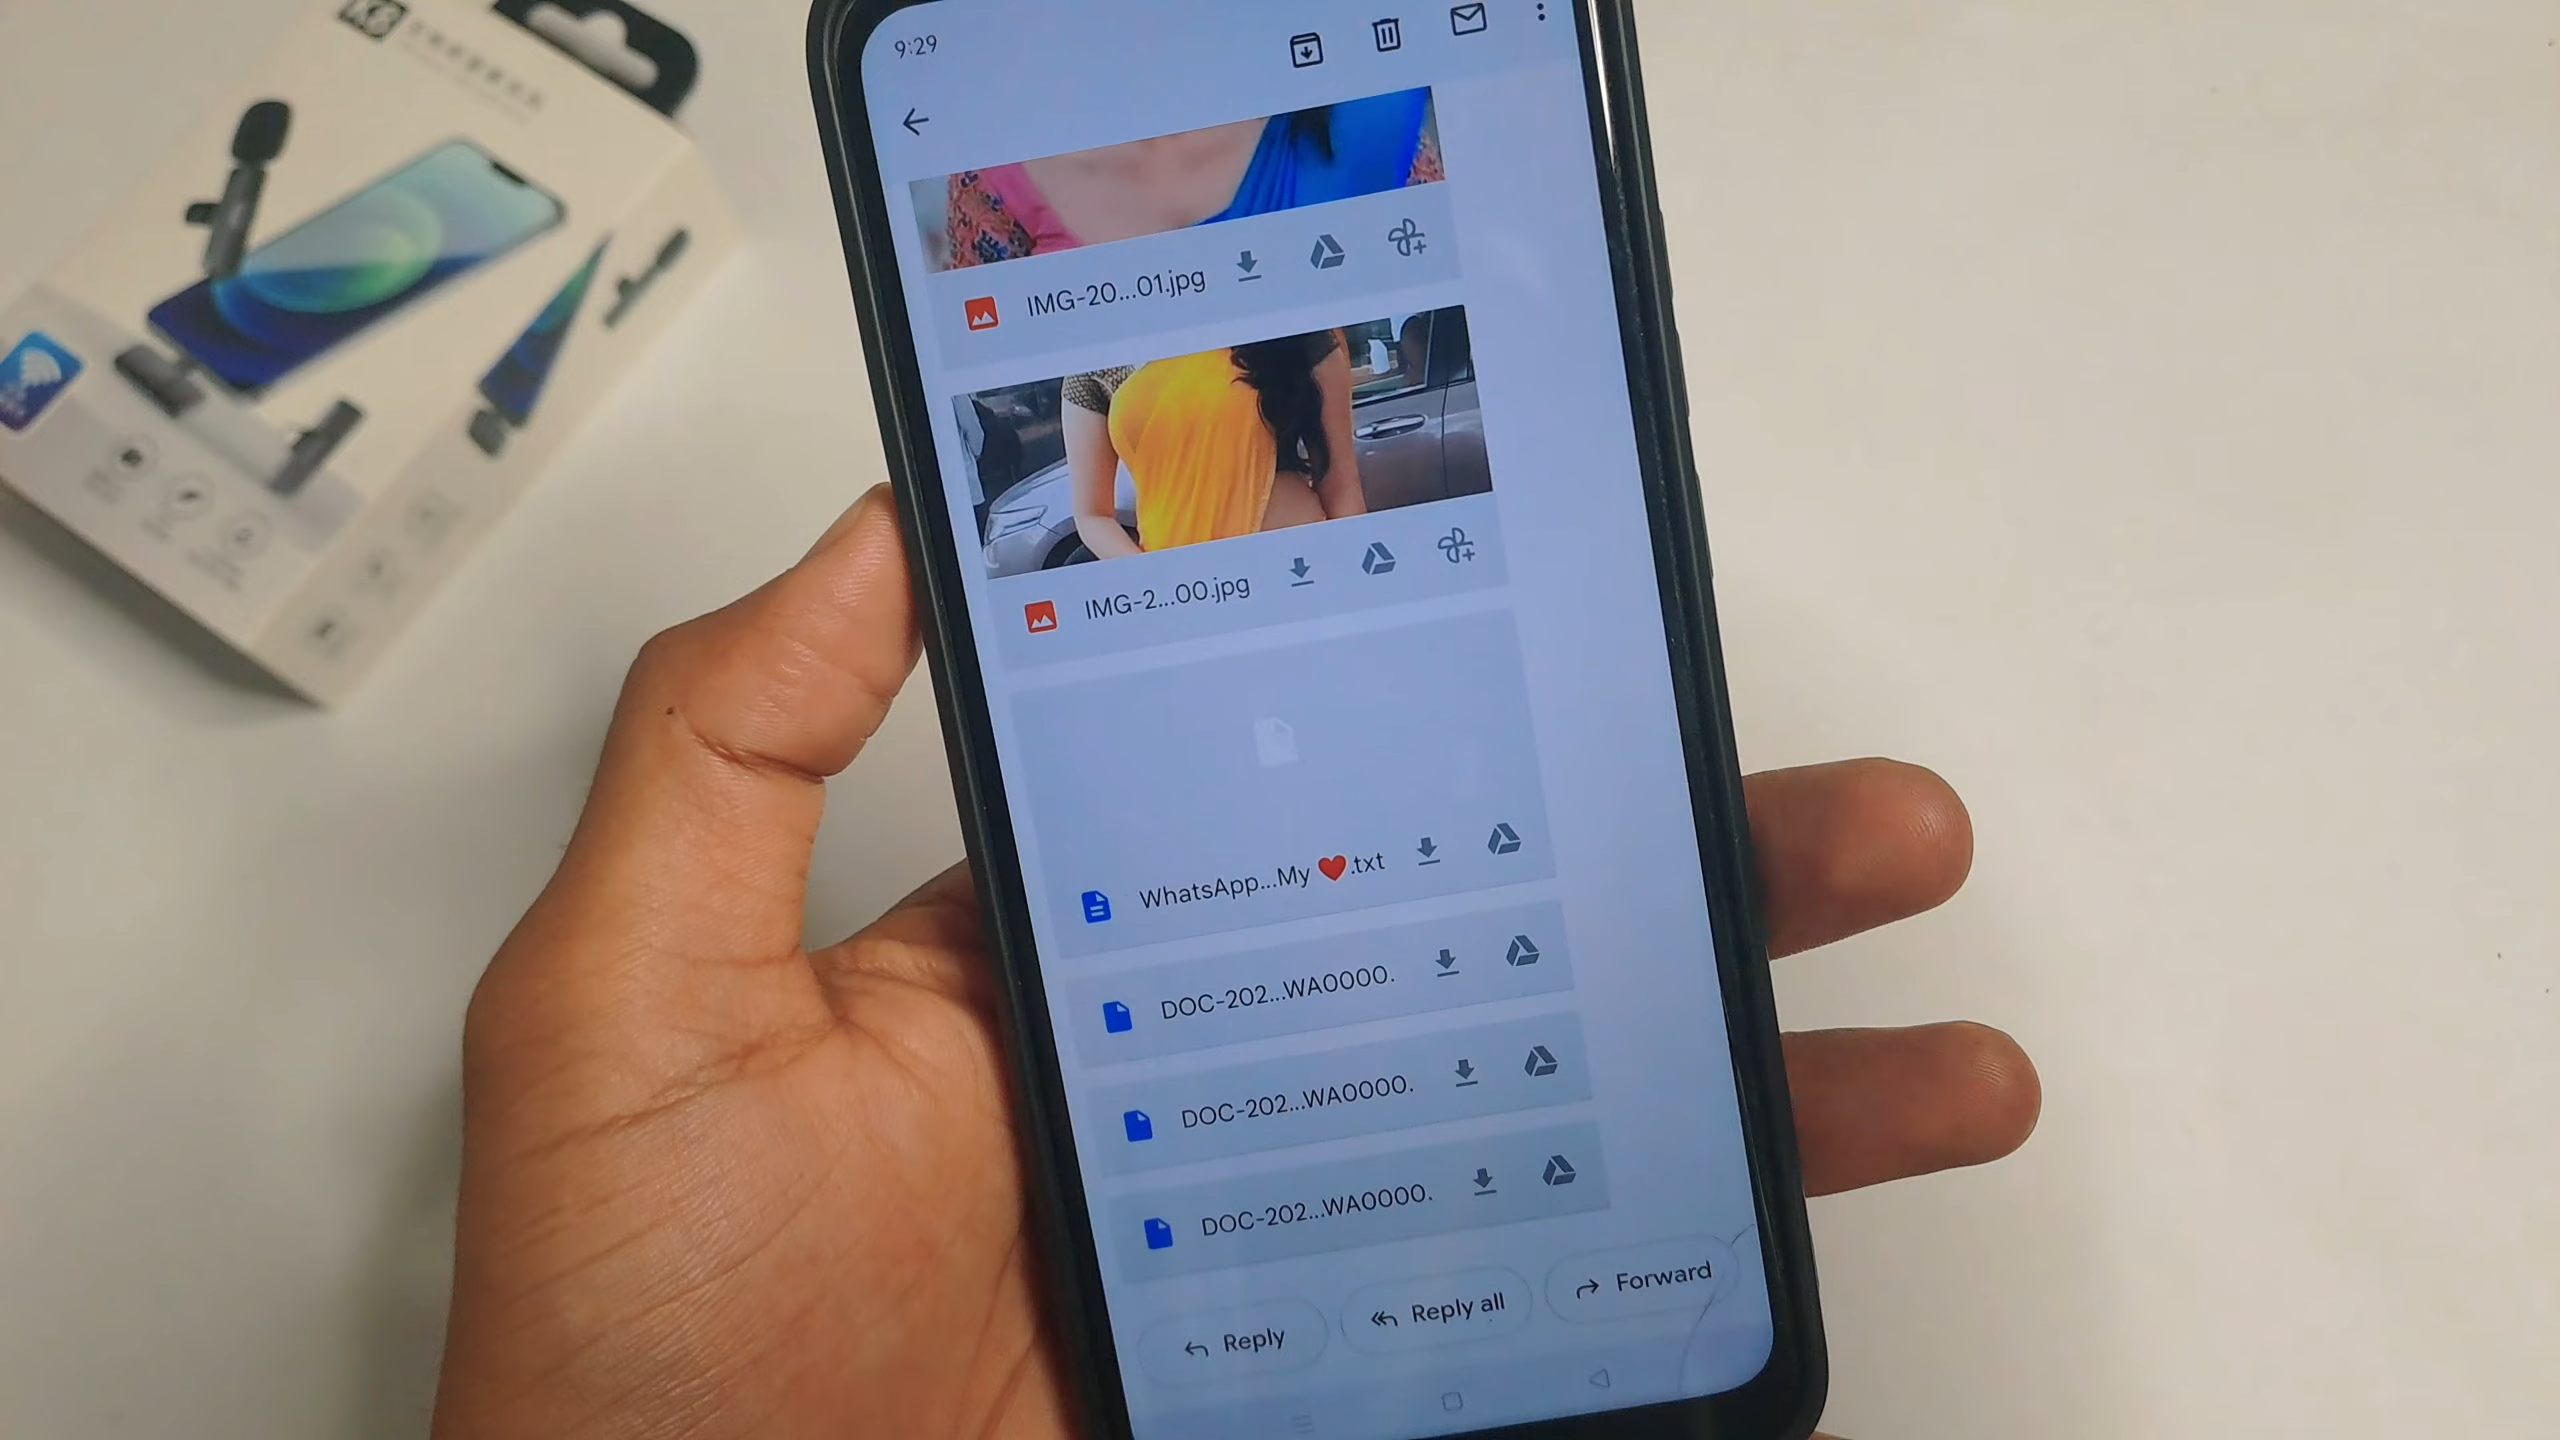 K8
9:29
IMG-20...01.jpg
IMG-2...00.jpg
WhatsApp...My ❤️.txt
DOC-202...WA0000.
DOC-202...WA0000.
DOC-202...WA0000.
Reply
Reply all
Forward